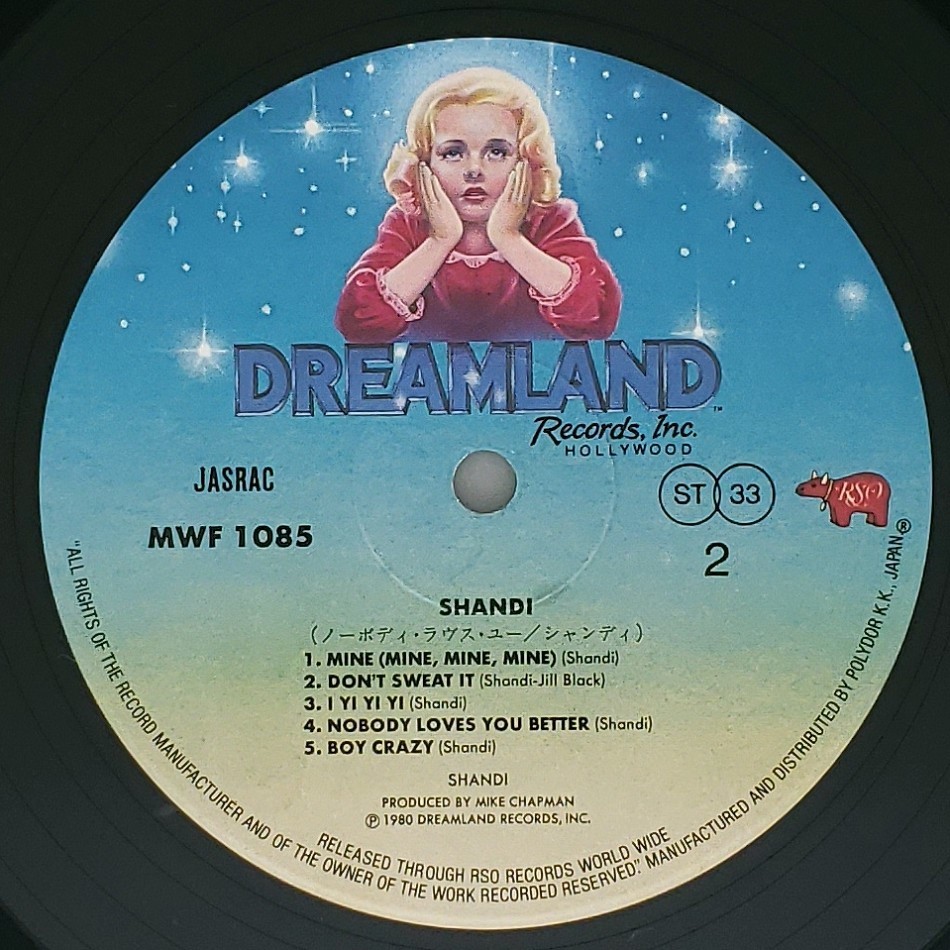 DREAMLAND™
Records, Inc.
HOLLYWOOD
JASRAC
MWF 1085
ST 33
RSO
®
2
SHANDI
(ノーボディ・ラヴス・ユー／シャンディ)
1. MINE (MINE, MINE, MINE) (Shandi)
2. DON'T SWEAT IT (Shandi-Jill Black)
3. I YI YI YI (Shandi)
4. NOBODY LOVES YOU BETTER (Shandi)
5. BOY CRAZY (Shandi)
SHANDI
PRODUCED BY MIKE CHAPMAN
℗ 1980 DREAMLAND RECORDS, INC.
RELEASED THROUGH RSO RECORDS WORLD WIDE
"ALL RIGHTS OF THE RECORD MANUFACTURER AND OF THE OWNER OF THE WORK RECORDED RESERVED." MANUFACTURED AND DISTRIBUTED BY POLYDOR K.K., JAPAN